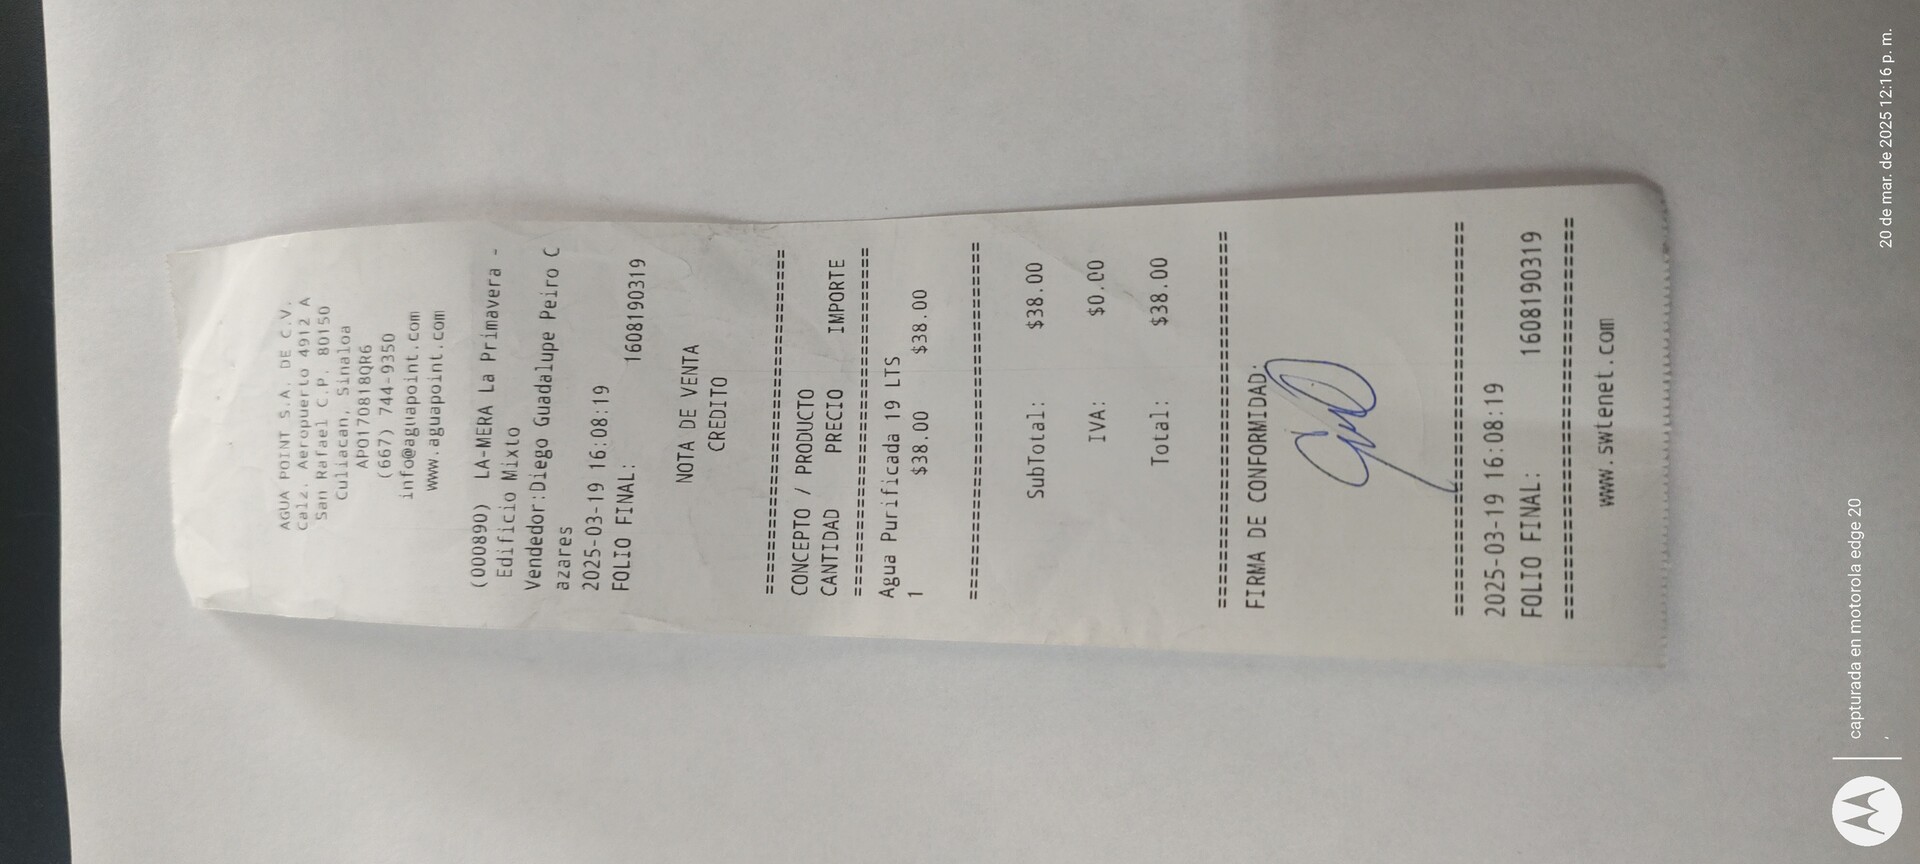 AGUA POINT S.A. DE C.V.
Calz. Aeropuerto 4912 A
San Rafael C.P. 80150
Culiacan, Sinaloa
APO170818QR6
(667) 744-9350
info@aguapoint.com
www.aguapoint.com
(000890) LA-MERA La Primavera -
Edificio Mixto
Vendedor:Diego Guadalupe Peiro C
azares
2025-03-19 16:08:19
FOLIO FINAL: 1608190319
NOTA DE VENTA
CREDITO
====================================
CONCEPTO / PRODUCTO
CANTIDAD PRECIO IMPORTE
====================================
Agua Purificada 19 LTS
1 $38.00 $38.00
====================================
SubTotal: $38.00
IVA: $0.00
Total: $38.00
======================================
FIRMA DE CONFORMIDAD:
======================================
2025-03-19 16:08:19
FOLIO FINAL: 1608190319
======================================
www.swtenet.com
capturada en motorola edge 20
,
20 de mar. de 2025 12:16 p. m.